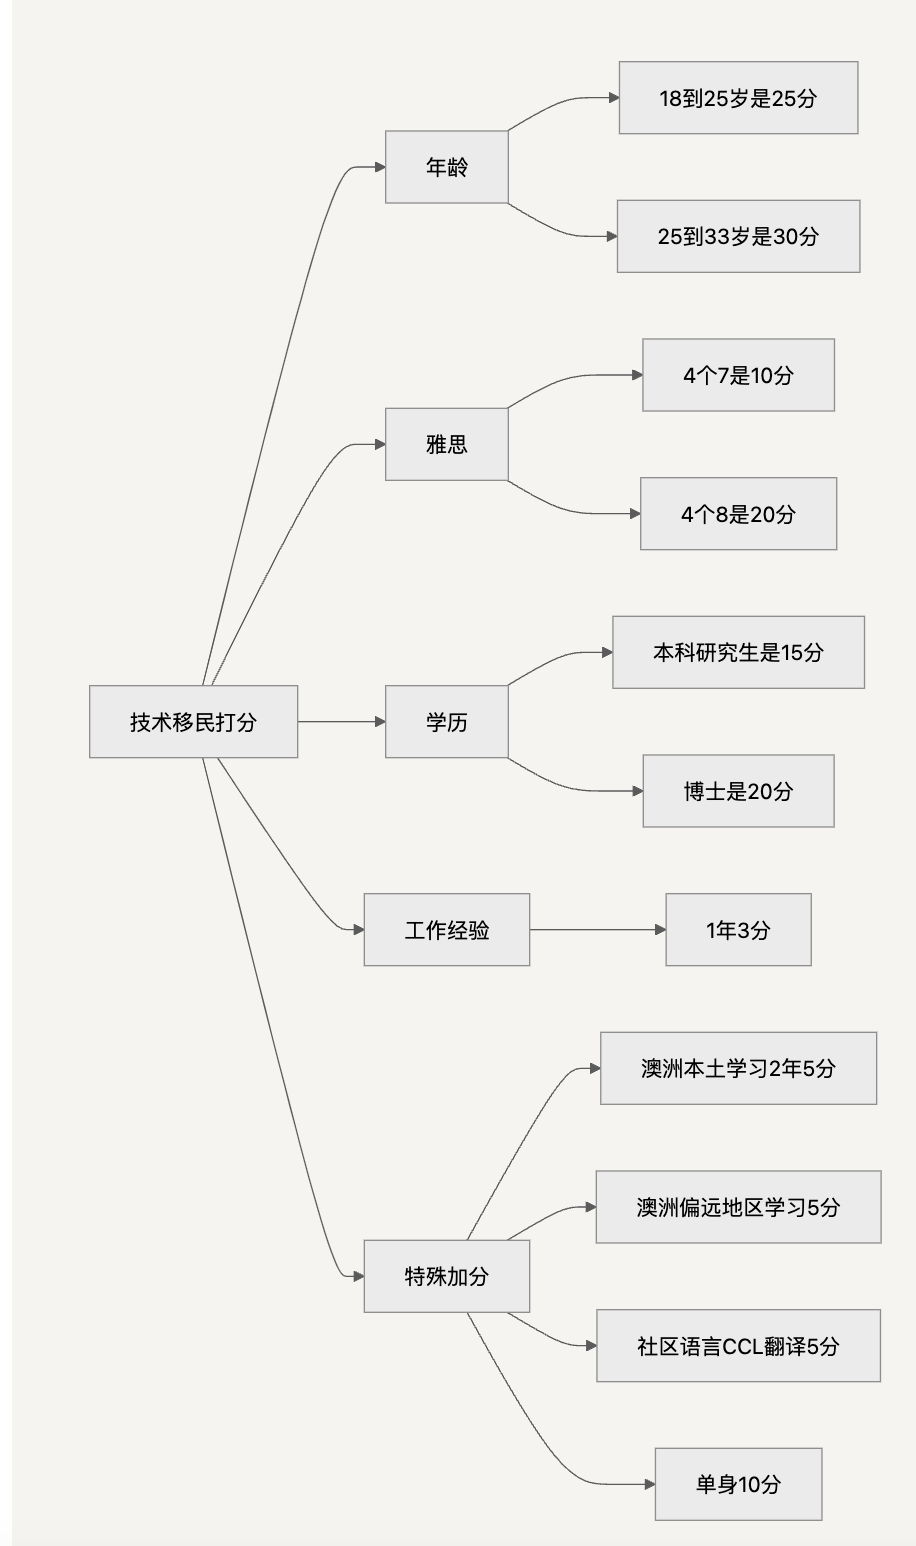 技术移民打分
年龄
18到25岁是25分
25到33岁是30分
雅思
4个7是10分
4个8是20分
学历
本科研究生是15分
博士是20分
工作经验
1年3分
特殊加分
澳洲本土学习2年5分
澳洲偏远地区学习5分
社区语言CCL翻译5分
单身10分